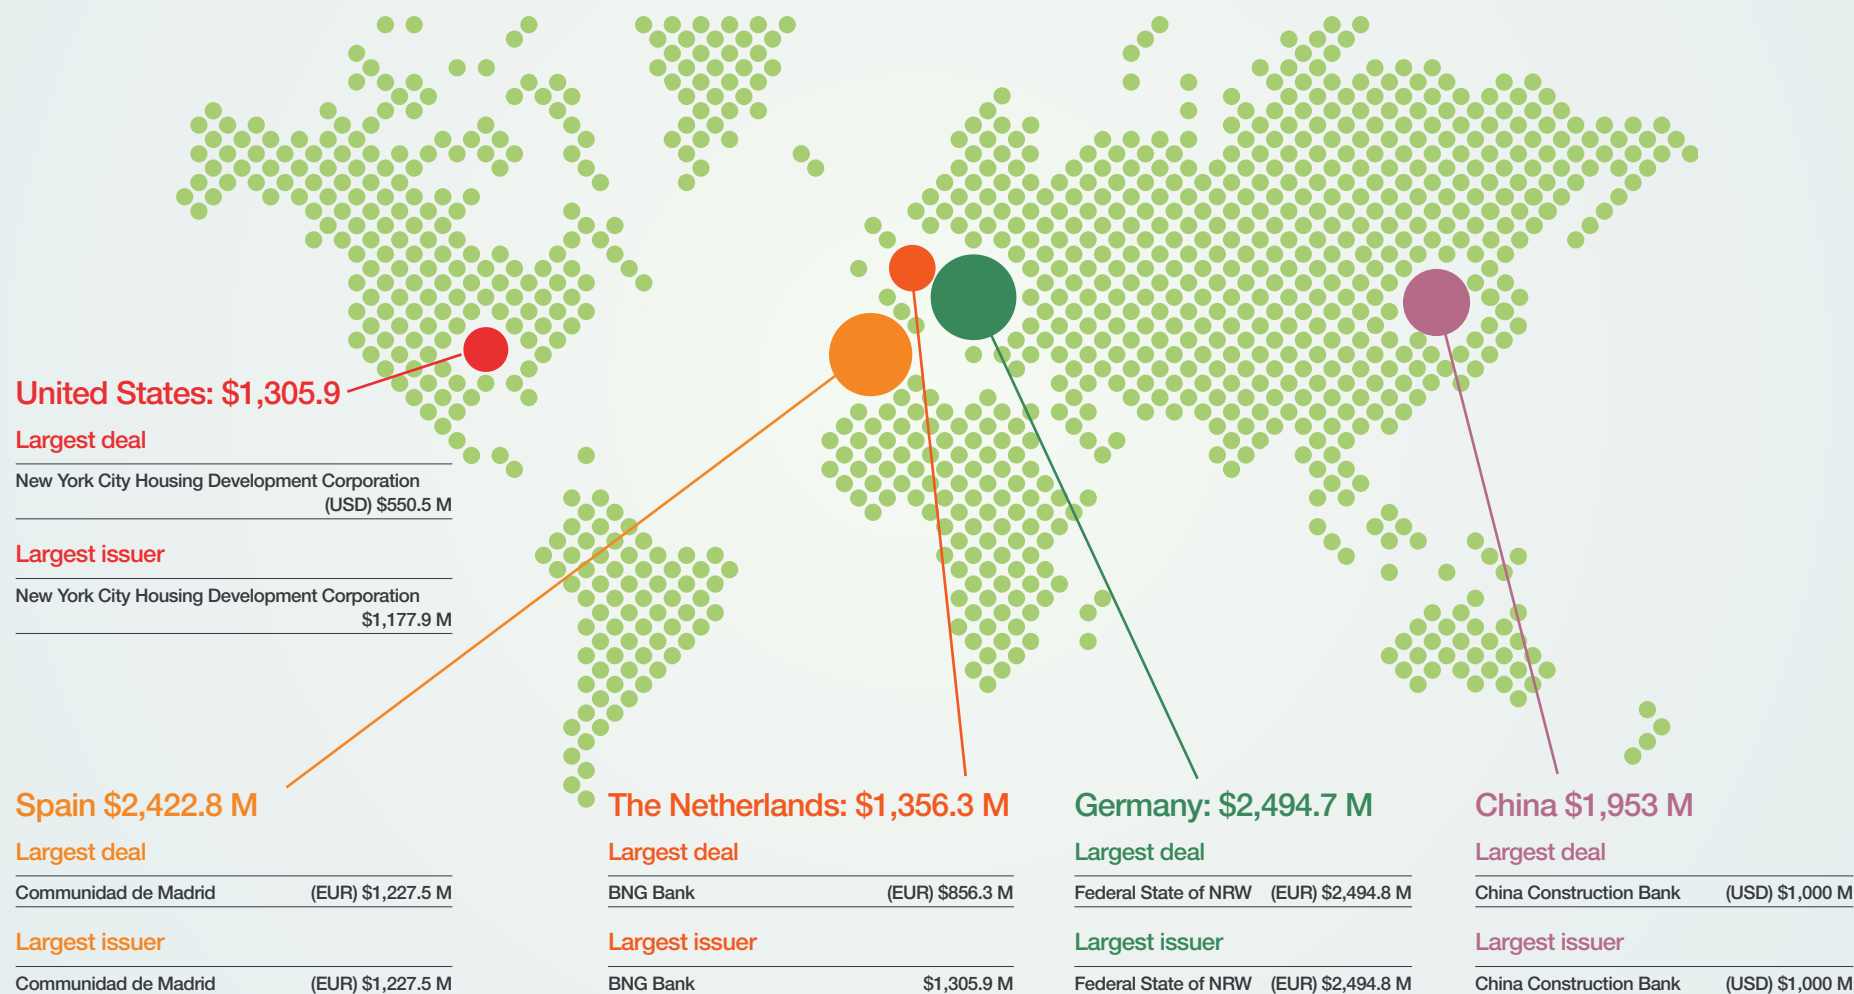 United States: $1,305.9
Largest deal
New York City Housing Development Corporation
(USD) $550.5 M
Largest issuer
New York City Housing Development Corporation
$1,177.9 M
Spain $2,422.8 M
Largest deal
Communidad de Madrid (EUR) $1,227.5 M
Largest issuer
Communidad de Madrid (EUR) $1,227.5 M
The Netherlands: $1,356.3 M
Largest deal
BNG Bank (EUR) $856.3 M
Largest issuer
BNG Bank $1,305.9 M
Germany: $2,494.7 M
Largest deal
Federal State of NRW (EUR) $2,494.8 M
Largest issuer
Federal State of NRW (EUR) $2,494.8 M
China $1,953 M
Largest deal
China Construction Bank (USD) $1,000 M
Largest issuer
China Construction Bank (USD) $1,000 M